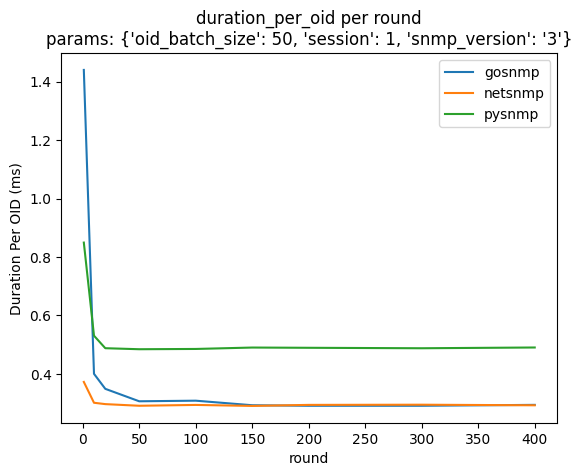 duration_per_oid per round
params: {'oid_batch_size': 50, 'session': 1, 'snmp_version': '3'}
gosnmp
netsnmp
pysnmp
Duration Per OID (ms)
1.4
1.2
1.0
0.8
0.6
0.4
0 50 100 150 200 250 300 350 400
round